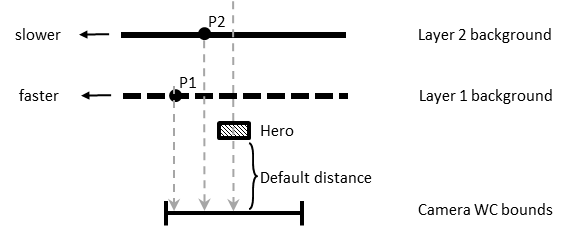 P2
slower
Layer 2 background
P1
faster
Layer 1 background
Hero
Default distance
Camera WC bounds